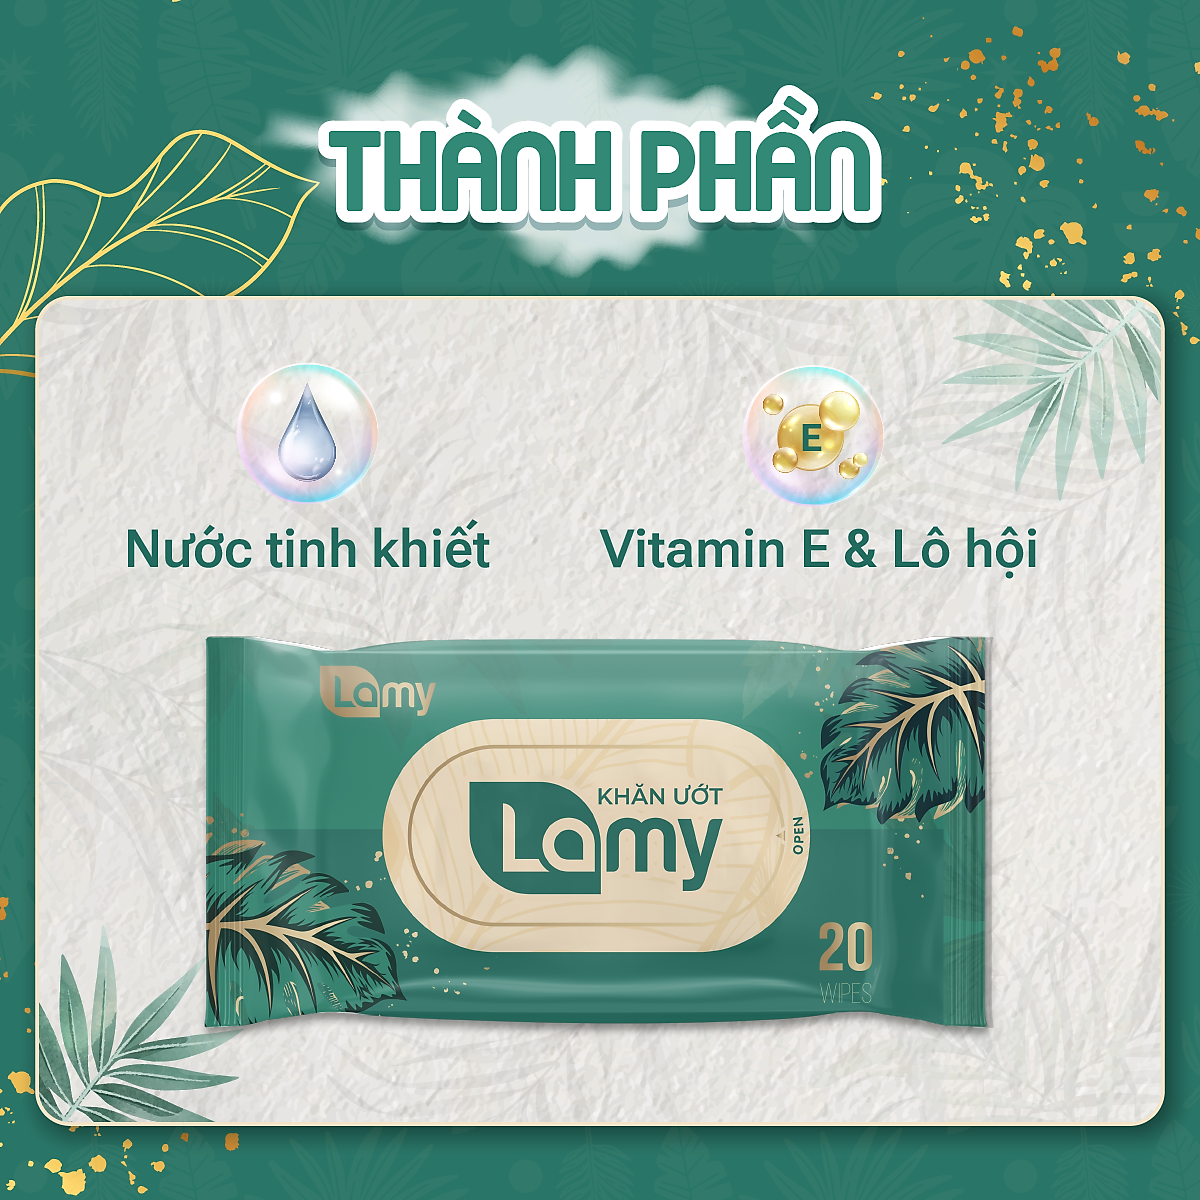 THÀNH PHẦN
E
Nước tinh khiết
Vitamin E & Lô hội
Lamy
KHĂN ƯỚT
Lamy
OPEN
20
WIPES